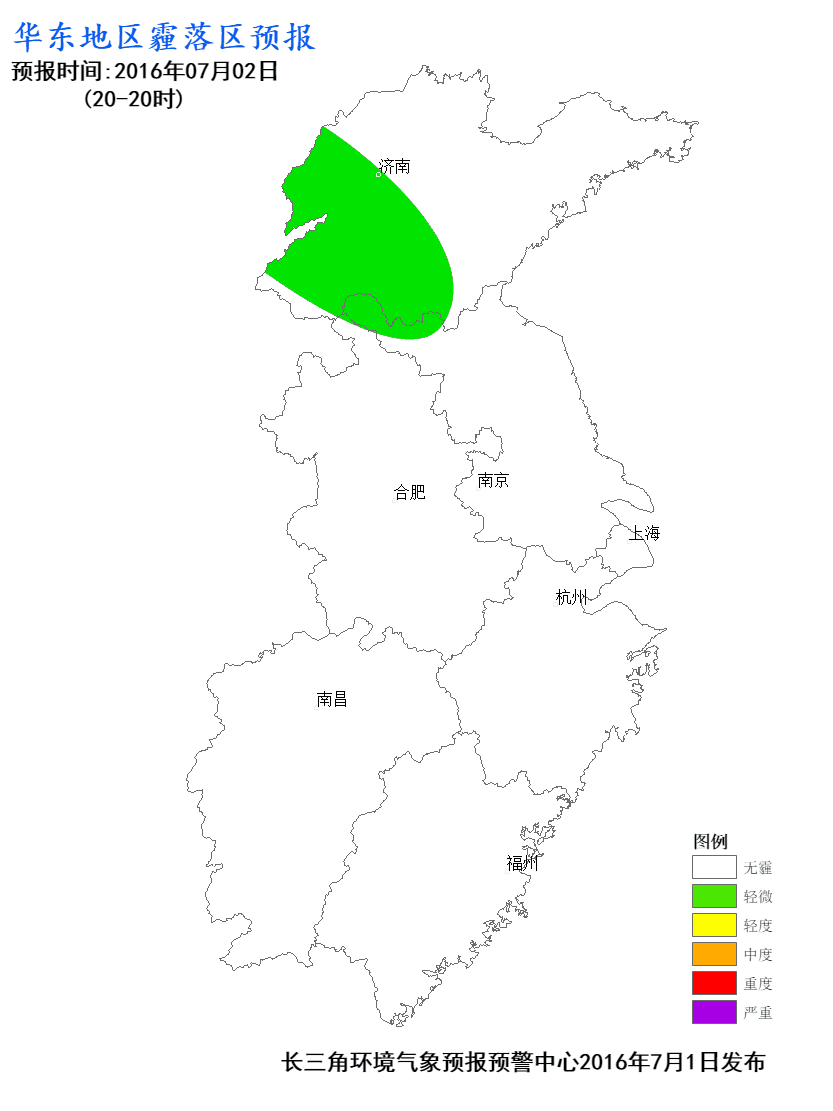 华东地区霾落区预报
预报时间:2016年07月02日
(20-20时)
济南
合肥
南京
上海
杭州
南昌
福州
图例
无霾
轻微
轻度
中度
重度
严重
长三角环境气象预报预警中心2016年7月1日发布